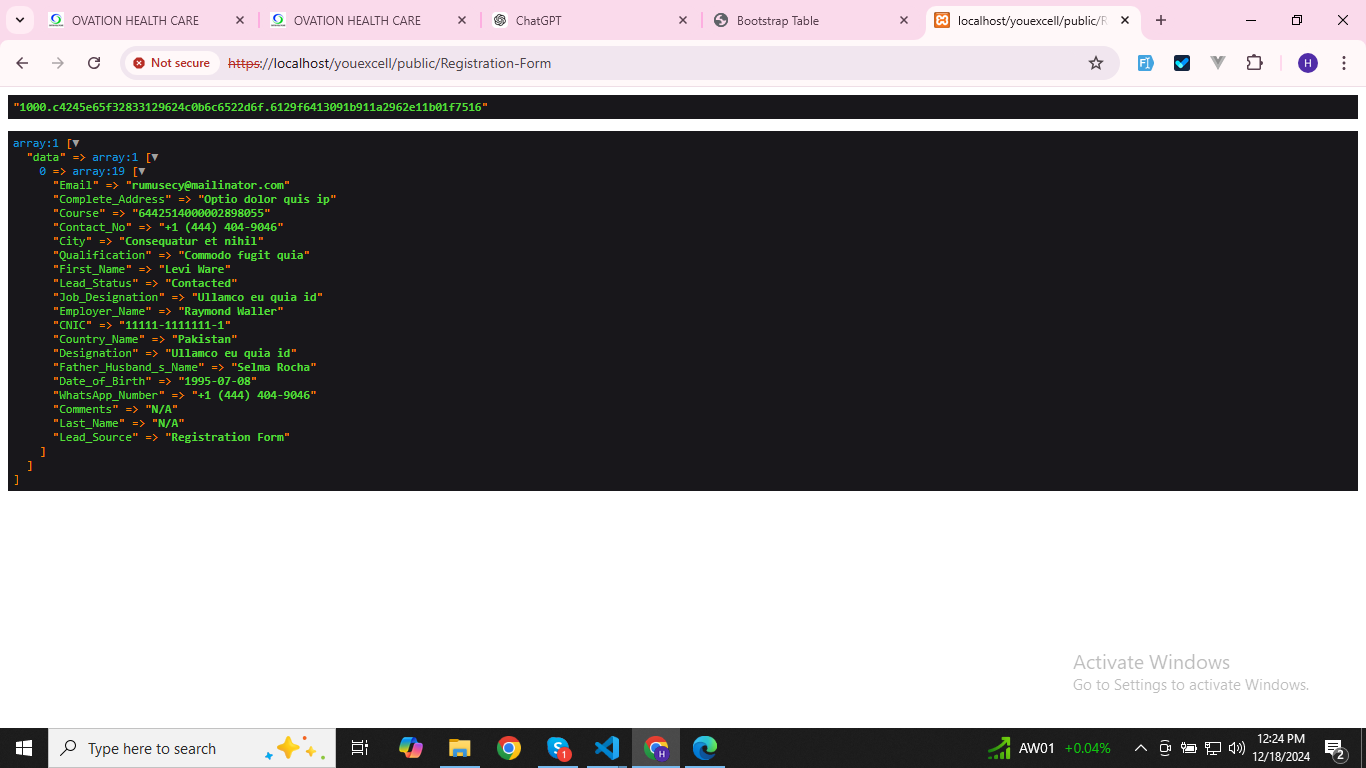 OVATION HEALTH CARE
OVATION HEALTH CARE
ChatGPT
Bootstrap Table
localhost/youexcell/public/R
Not secure
https://localhost/youexcell/public/Registration-Form
H
"1000.c4245e65f32833129624c0b6c6522d6f.6129f6413091b911a2962e11b01f7516"
array:1 [▼
"data" => array:1 [▼
0 => array:19 [▼
"Email" => "rumusecy@mailinator.com"
"Complete_Address" => "Optio dolor quis ip"
"Course" => "6442514000002898055"
"Contact_No" => "+1 (444) 404-9046"
"City" => "Consequatur et nihil"
"Qualification" => "Commodo fugit quia"
"First_Name" => "Levi Ware"
"Lead_Status" => "Contacted"
"Job_Designation" => "Ullamco eu quia id"
"Employer_Name" => "Raymond Waller"
"CNIC" => "11111-1111111-1"
"Country_Name" => "Pakistan"
"Designation" => "Ullamco eu quia id"
"Father_Husband_s_Name" => "Selma Rocha"
"Date_of_Birth" => "1995-07-08"
"WhatsApp_Number" => "+1 (444) 404-9046"
"Comments" => "N/A"
"Last_Name" => "N/A"
"Lead_Source" => "Registration Form"
]
]
]
Activate Windows
Go to Settings to activate Windows.
Type here to search
1
H
AW01 +0.04%
12:24 PM
12/18/2024
2